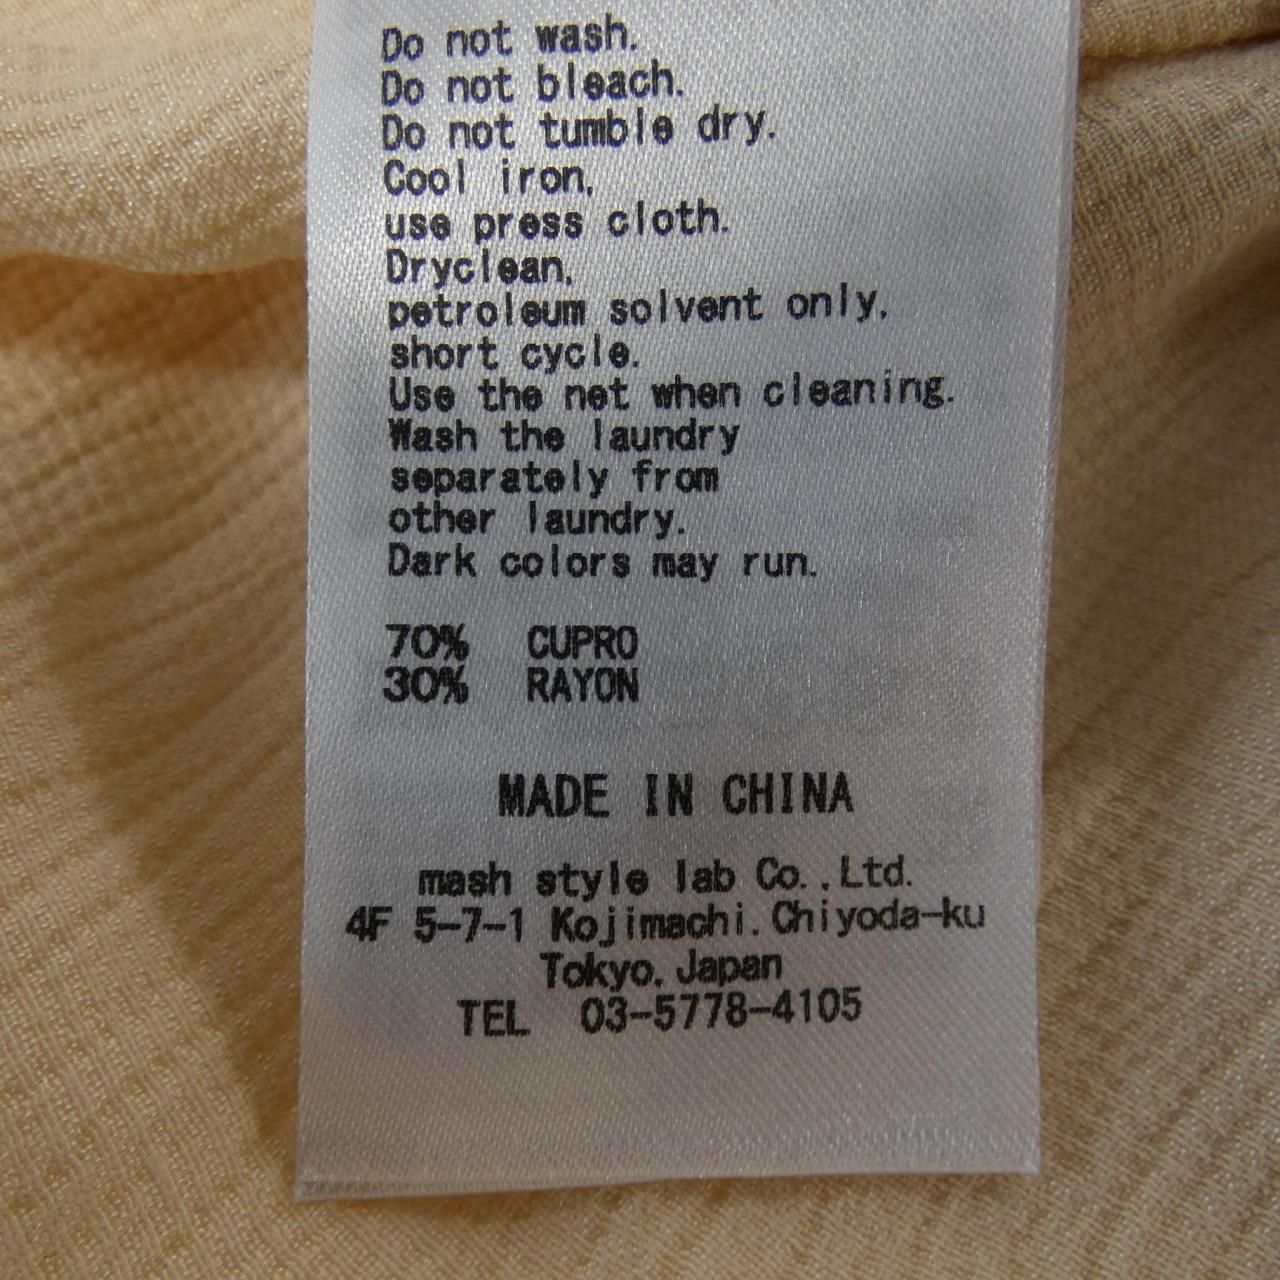 Do not wash.
Do not bleach.
Do not tumble dry.
Cool iron,
use press cloth.
Dryclean,
petroleum solvent only,
short cycle.
Use the net when cleaning.
Wash the laundry
separately from
other laundry.
Dark colors may run.
70% CUPRO
30% RAYON
MADE IN CHINA
mash style lab Co.,Ltd.
4F 5-7-1 Kojimachi.Chiyoda-ku
Tokyo,Japan
TEL 03-5778-4105